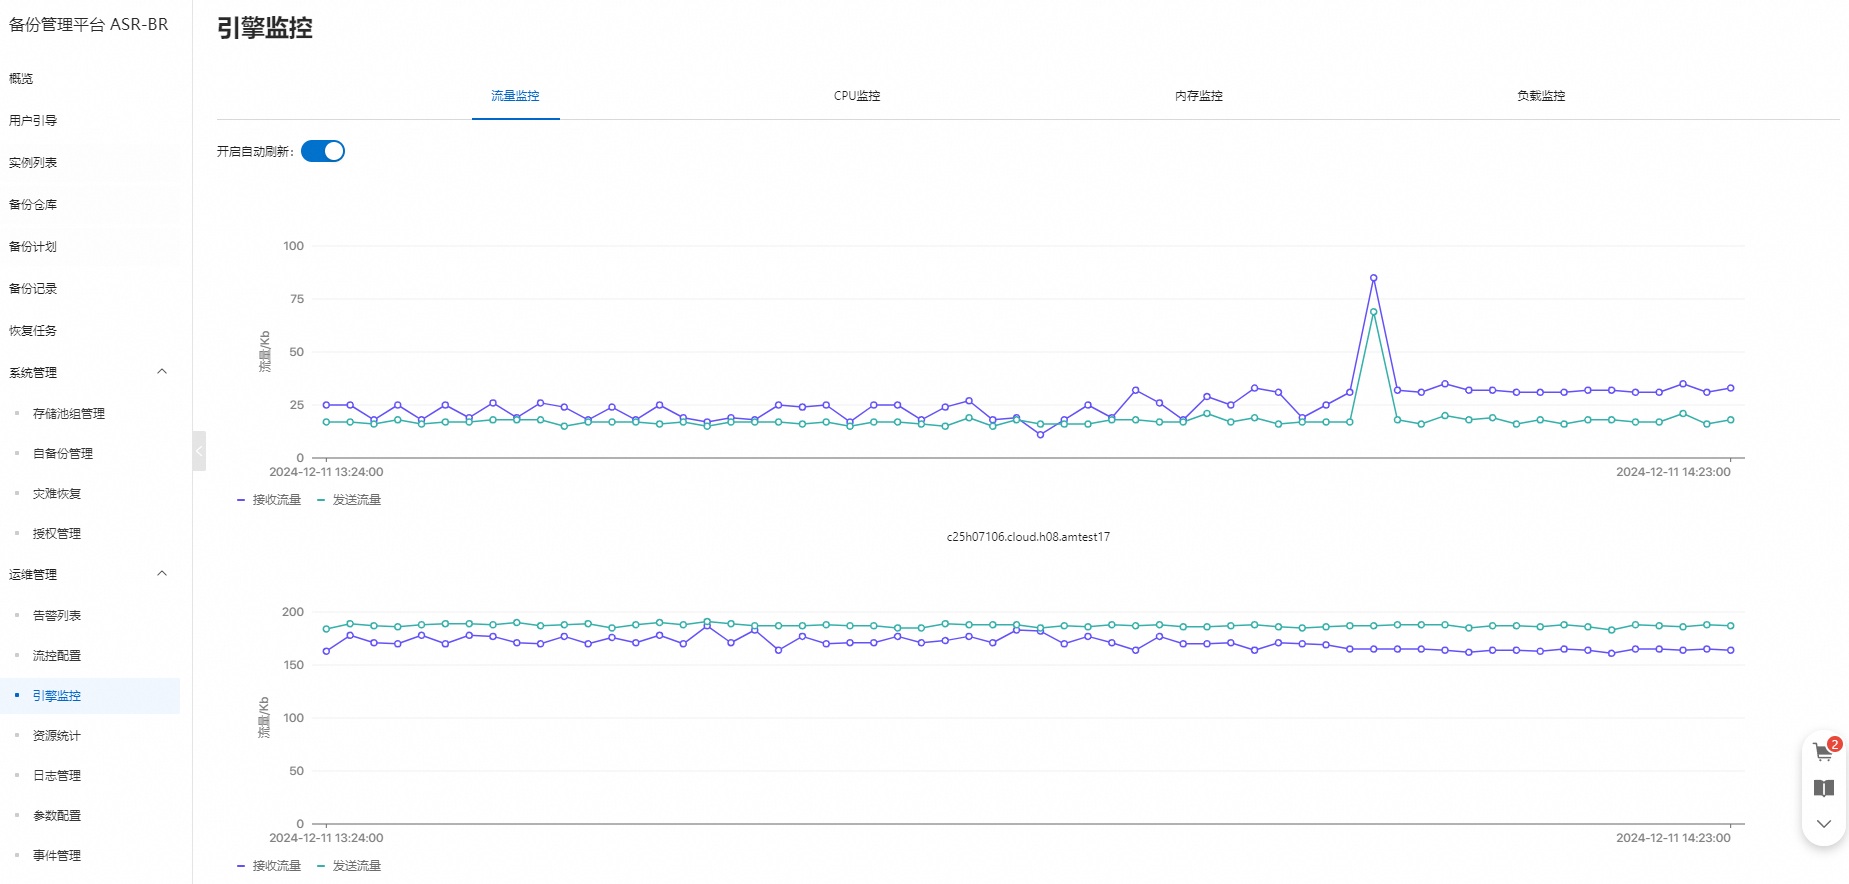 备份管理平台 ASR-BR
概览
用户引导
实例列表
备份仓库
备份计划
备份记录
恢复任务
系统管理
存储池组管理
自备份管理
灾难恢复
授权管理
运维管理
告警列表
流控配置
引擎监控
资源统计
日志管理
参数配置
事件管理
引擎监控
流量监控
CPU监控
内存监控
负载监控
开启自动刷新:
流量/Kb
100
75
50
25
0
2024-12-11 13:24:00
2024-12-11 14:23:00
接收流量
发送流量
c25h07106.cloud.h08.amtest17
流量/Kb
200
150
100
50
0
2024-12-11 13:24:00
2024-12-11 14:23:00
接收流量
发送流量
2